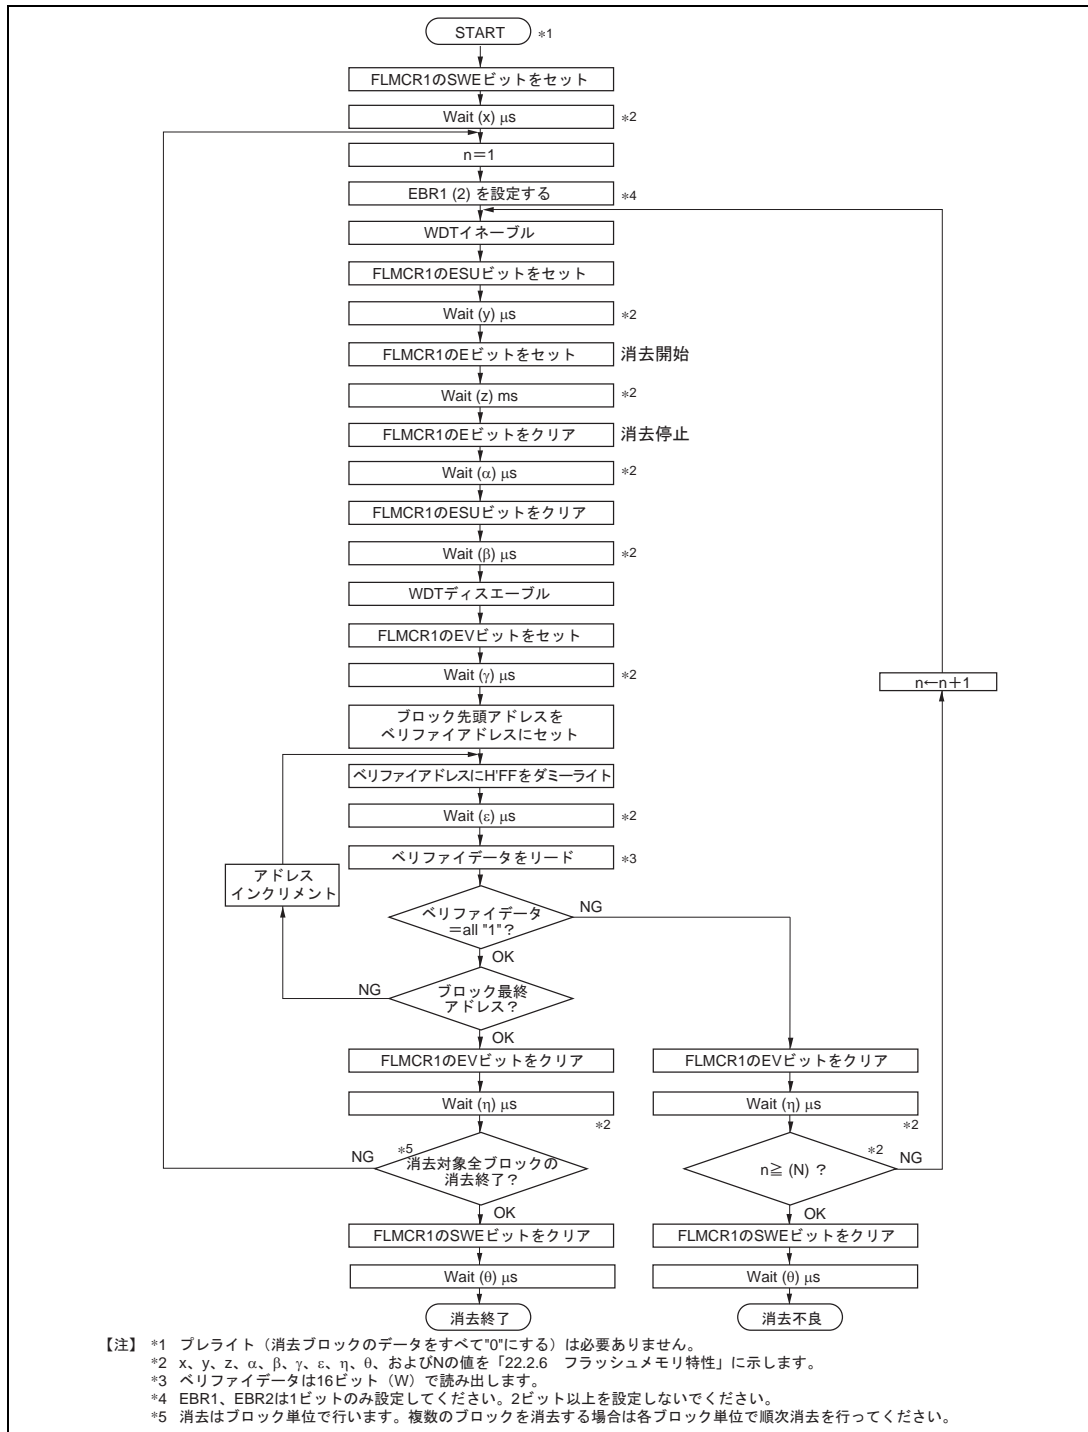 START *1
FLMCR1のSWEビットをセット
Wait (x) μs *2
n=1
EBR1 (2) を設定する *4
WDTイネーブル
FLMCR1のESUビットをセット
Wait (y) μs *2
FLMCR1のEビットをセット 消去開始
Wait (z) ms *2
FLMCR1のEビットをクリア 消去停止
Wait (α) μs *2
FLMCR1のESUビットをクリア
Wait (β) μs *2
WDTディスエーブル
FLMCR1のEVビットをセット
Wait (γ) μs *2
n←n+1
ブロック先頭アドレスを
ベリファイアドレスにセット
ベリファイアドレスにH'FFをダミーライト
Wait (ε) μs *2
ベリファイデータをリード *3
アドレス
インクリメント
ベリファイデータ
=all "1"?
NG
OK
ブロック最終
アドレス?
NG
OK
FLMCR1のEVビットをクリア
Wait (η) μs
*2
*5
消去対象全ブロックの
消去終了?
NG
OK
FLMCR1のSWEビットをクリア
Wait (θ) μs
消去終了
FLMCR1のEVビットをクリア
Wait (η) μs
*2
*2
n≧ (N) ?
NG
OK
FLMCR1のSWEビットをクリア
Wait (θ) μs
消去不良
【注】 *1 プレライト(消去ブロックのデータをすべて"0"にする)は必要ありません。
*2 x、y、z、α、β、γ、ε、η、θ、およびNの値を「22.2.6 フラッシュメモリ特性」に示します。
*3 ベリファイデータは16ビット(W)で読み出します。
*4 EBR1、EBR2は1ビットのみ設定してください。2ビット以上を設定しないでください。
*5 消去はブロック単位で行います。複数のブロックを消去する場合は各ブロック単位で順次消去を行ってください。